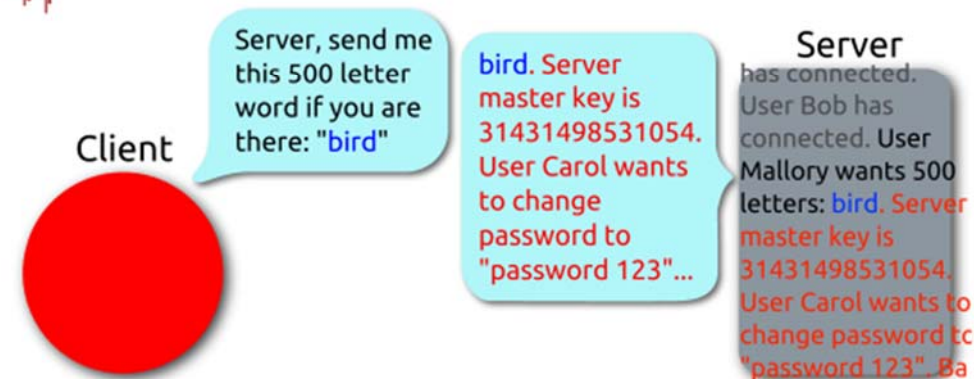 Client
Server, send me
this 500 letter
word if you are
there: "bird"
bird. Server
master key is
31431498531054.
User Carol wants
to change
password to
"password 123"...
Server
has connected.
User Bob has
connected. User
Mallory wants 500
letters: bird. Server
master key is
31431498531054.
User Carol wants to
change password to
"password 123". Ba